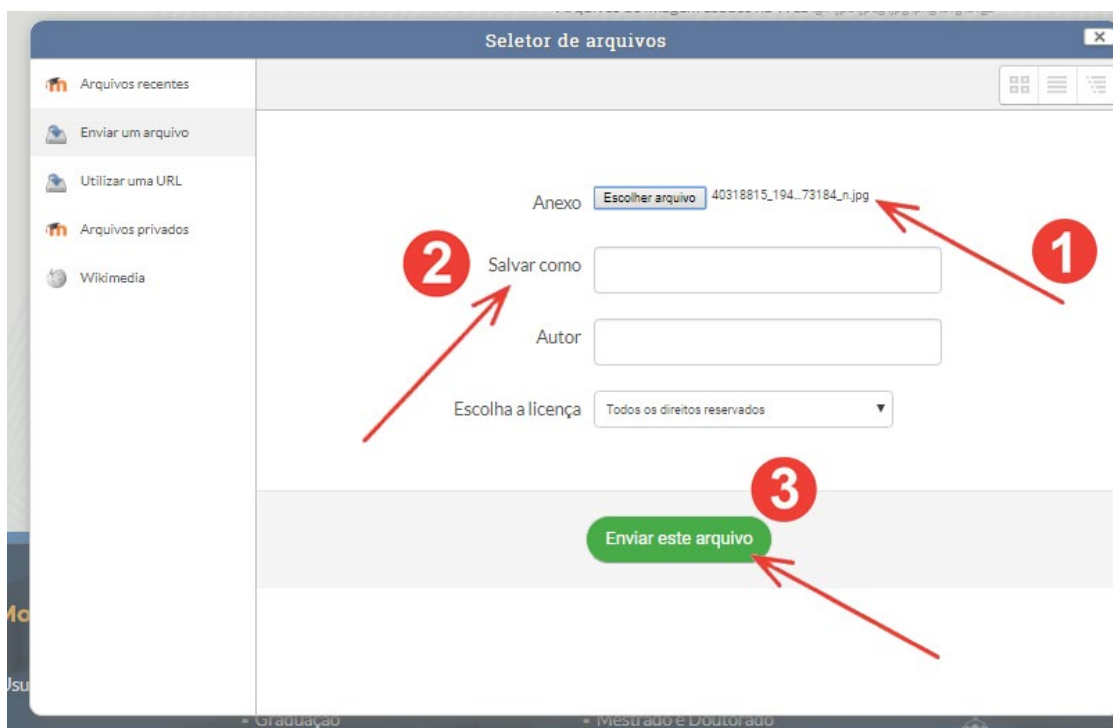 Seletor de arquivos
x
Arquivos recentes
Enviar um arquivo
Utilizar uma URL
Arquivos privados
Wikimedia
Anexo Escolher arquivo 40318815_194...73184_n.jpg
1
2
Salvar como
Autor
Escolha a licença Todos os direitos reservados
3
Enviar este arquivo
• Graduação
• Mestrado e Doutorado